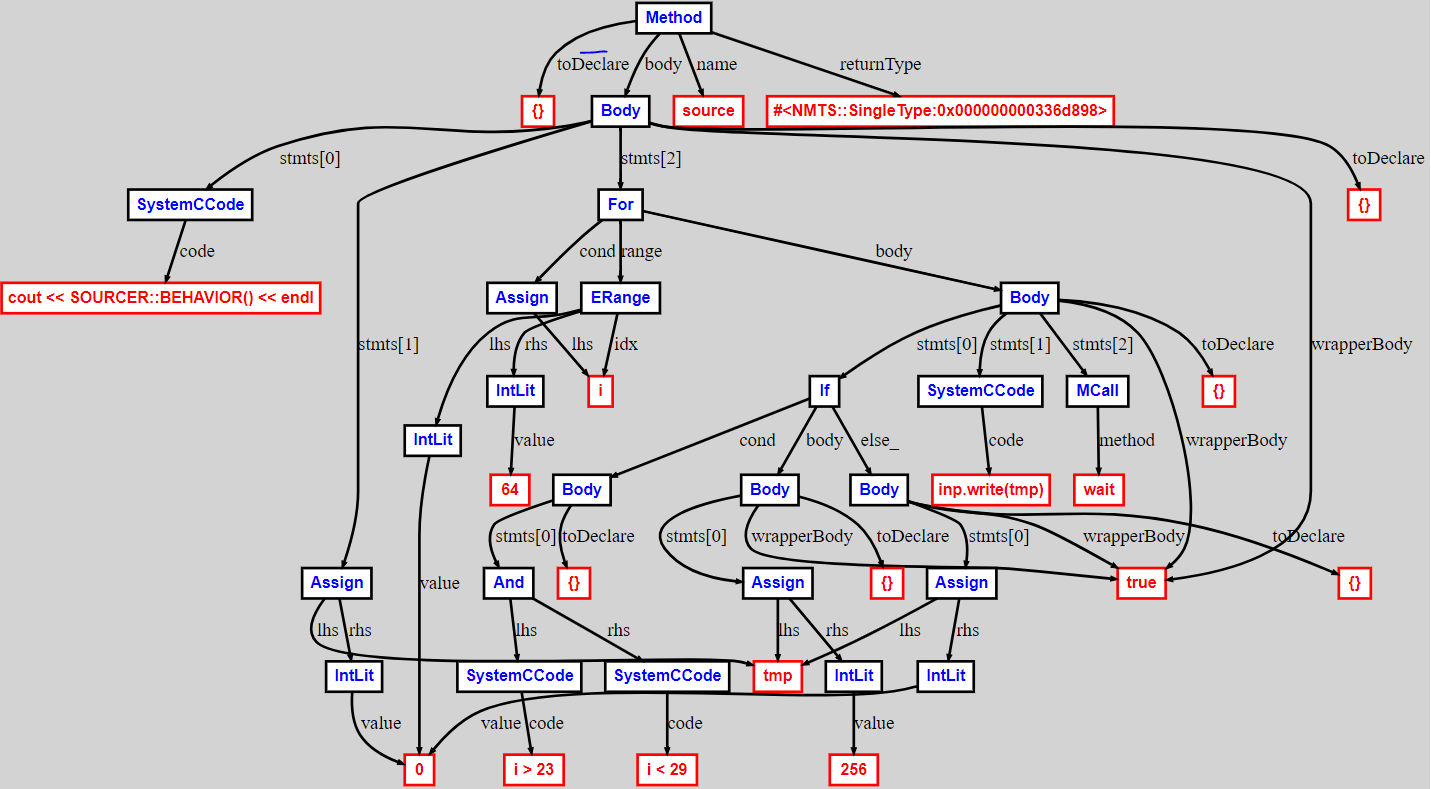 Method
toDeclare body name returnType
{} Body source #<NMTS::SingleType:0x000000000336d898>
stmts[0] stmts[2] toDeclare
SystemCCode For {}
code cond range body
cout << SOURCER::BEHAVIOR() << endl Assign ERange Body
stmts[1] lhs rhs lhs idx stmts[0] stmts[1] stmts[2] toDeclare wrapperBody
IntLit i If SystemCCode MCall {}
IntLit value cond body else_ code method wrapperBody
64 Body Body Body inp.write(tmp) wait
stmts[0] toDeclare stmts[0] wrapperBody toDeclare stmts[0] wrapperBody toDeclare
Assign value And {} Assign {} Assign true {}
lhs rhs lhs rhs lhs rhs lhs rhs
IntLit SystemCCode SystemCCode tmp IntLit IntLit
value value code code value
0 i > 23 i < 29 256